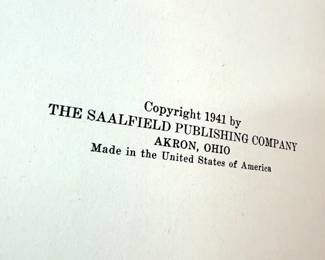 Copyright 1941 by
THE SAALFIELD PUBLISHING COMPANY
AKRON, OHIO
Made in the United States of America